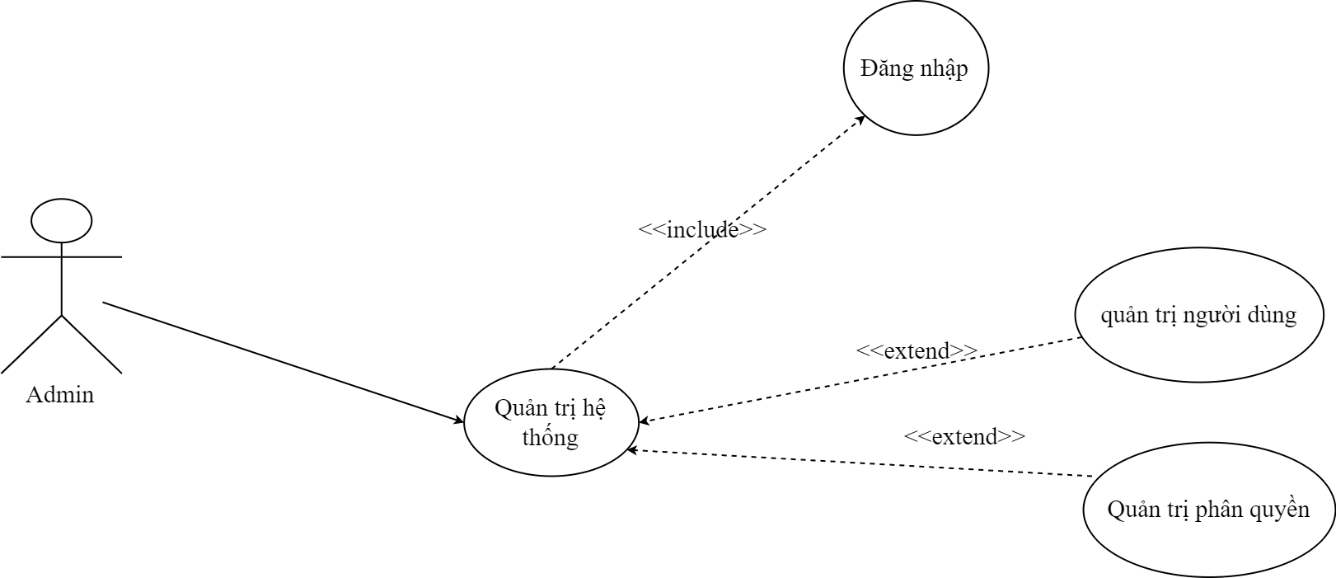 Đăng nhập
<<include>>
quản trị người dùng
<<extend>>
Admin
Quản trị hệ
thống
<<extend>>
Quản trị phân quyền